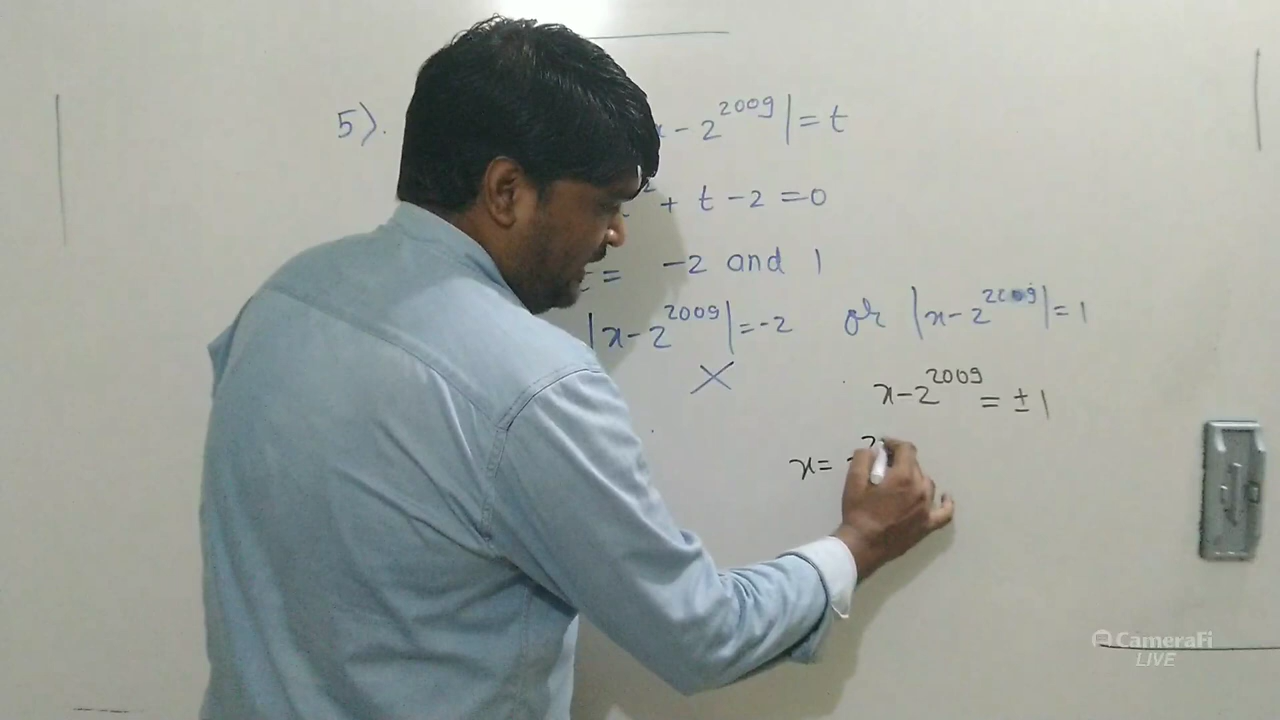 5). x - 2^2009| = t
t² + t - 2 = 0
t = -2 and 1
|x - 2^2009| = -2 or |x - 2^2009| = 1
X x - 2^2009 = ± 1
x = 2
CameraFi
LIVE